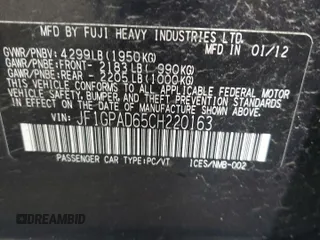 MFD BY FUJI HEAVY INDUSTRIES LTD. IN 01/12
GVWR/PNBV: 4299LB(1950KG)
GAWR/PNBE:FRONT- 2183LB( 990KG)
GAWR/PNBE:REAR - 2205LB(1000KG)
THIS VEHICLE CONFORMS TO ALL APPLICABLE FEDERAL
MOTOR VEHICLE SAFETY, BUMPER, AND THEFT
PREVENTION STANDARDS IN EFFECT ON THE
DATE OF MANUFACTURE SHOWN ABOVE.
VIN: JF1GPAD65CH220163
PASSENGER CAR TYPE:PC/V.T. ICES/NMB-002
© DREAMBID
DREAMBID.COM